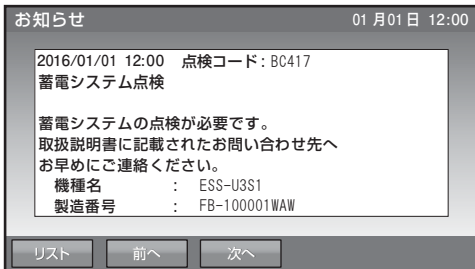 お知らせ 01月01日 12:00
2016/01/01 12:00 点検コード：BC417
蓄電システム点検
蓄電システムの点検が必要です。
取扱説明書に記載されたお問い合わせ先へ
お早めにご連絡ください。
機種名 ： ESS-U3S1
製造番号 ： FB-100001WAW
リスト 前へ 次へ